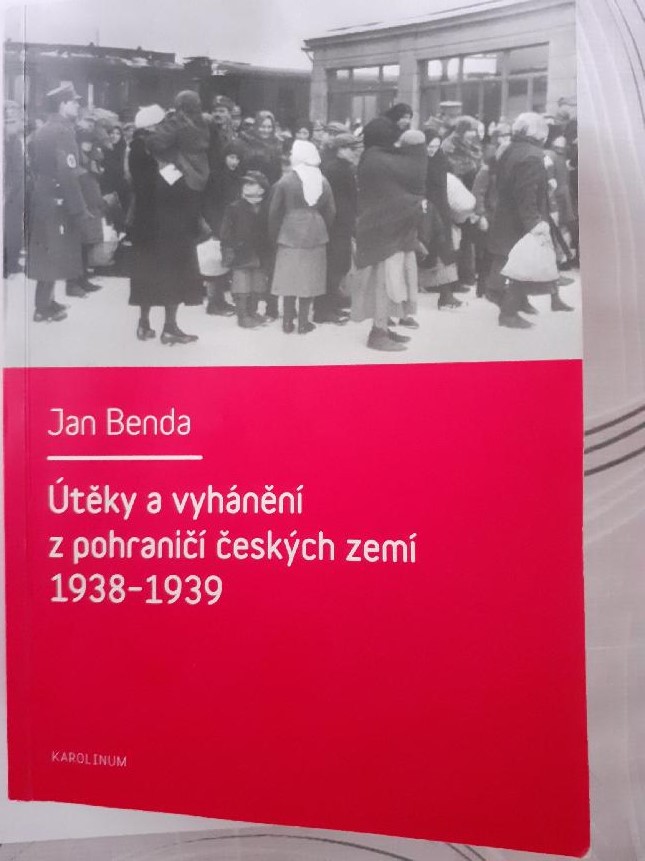 Jan Benda
Útěky a vyhánění
z pohraničí českých zemí
1938–1939
KAROLINUM